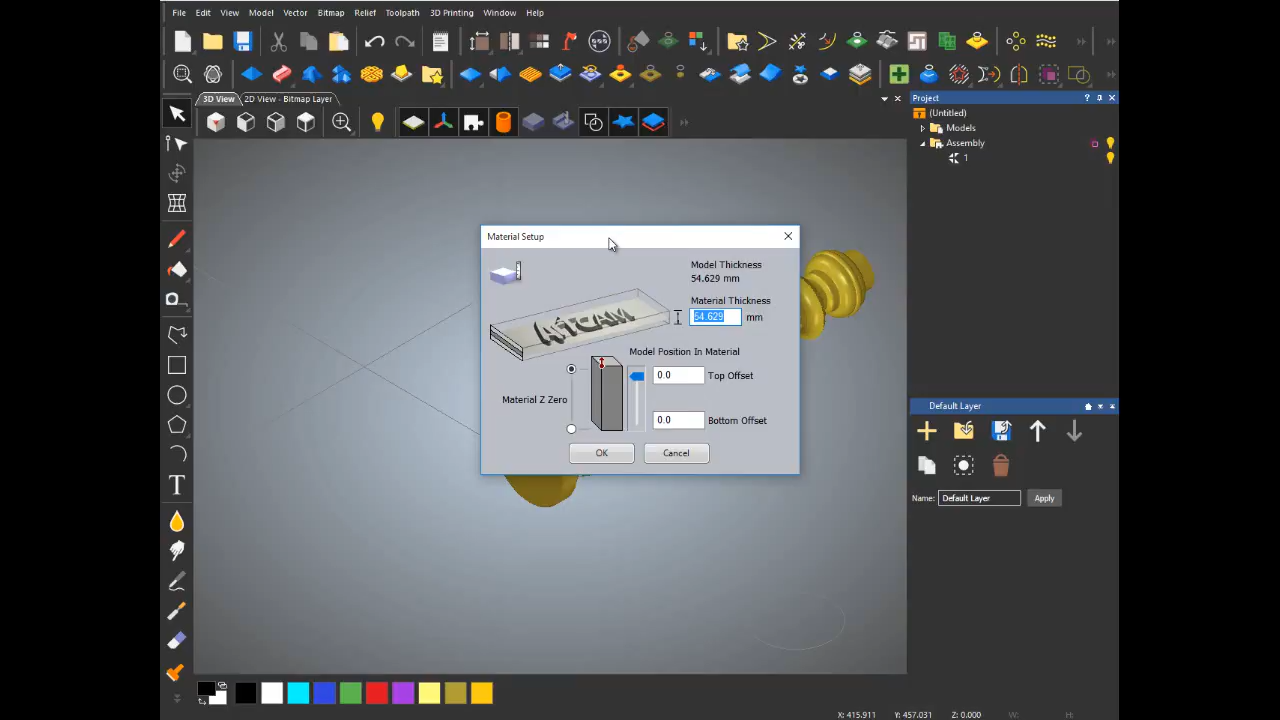 File Edit View Model Vector Bitmap Relief Toolpath 3D Printing Window Help
3D View 2D View - Bitmap Layer
Project
(Untitled)
Models
Assembly
1
Material Setup
Model Thickness
54.629 mm
Material Thickness
54.629 mm
Model Position In Material
0.0 Top Offset
Material Z Zero
0.0 Bottom Offset
OK Cancel
Default Layer
Name: Default Layer Apply
X: 415.911 Y: 457.031 Z: 0.000 W: H: